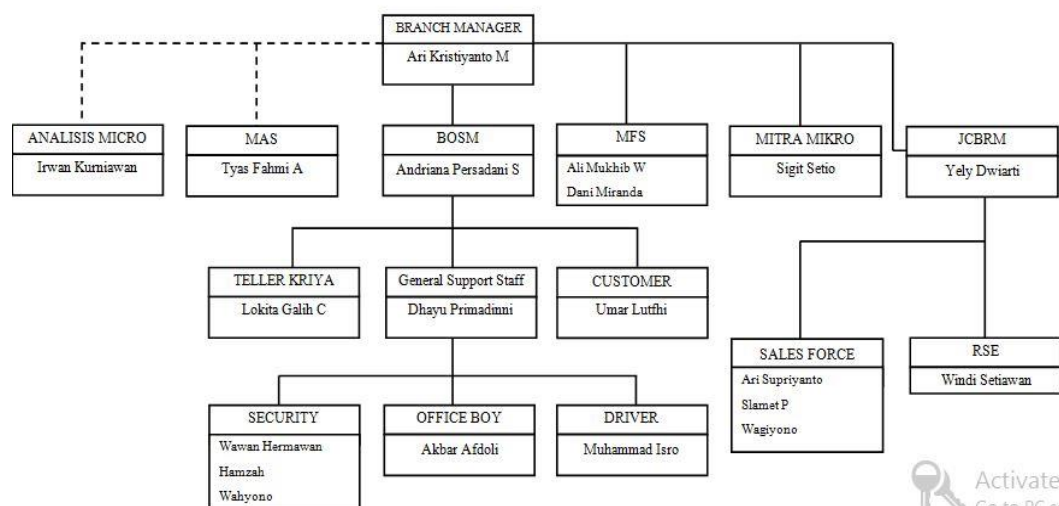 BRANCH MANAGER
Ari Kristiyanto M
ANALISIS MICRO
Irwan Kurniawan
MAS
Tyas Fahmi A
BOSM
Andriana Persadani S
MFS
Ali Mukhib W
Dani Miranda
MITRA MIKRO
Sigit Setio
JCBRM
Yely Dwiarti
TELLER KRIYA
Lokita Galih C
General Support Staff
Dhayu Primadinni
CUSTOMER
Umar Lutfhi
SALES FORCE
Ari Supriyanto
Slamet P
Wagiyono
RSE
Windi Setiawan
SECURITY
Wawan Hermawan
Hamzah
Wahyono
OFFICE BOY
Akbar Afdoli
DRIVER
Muhammad Isro
Activate